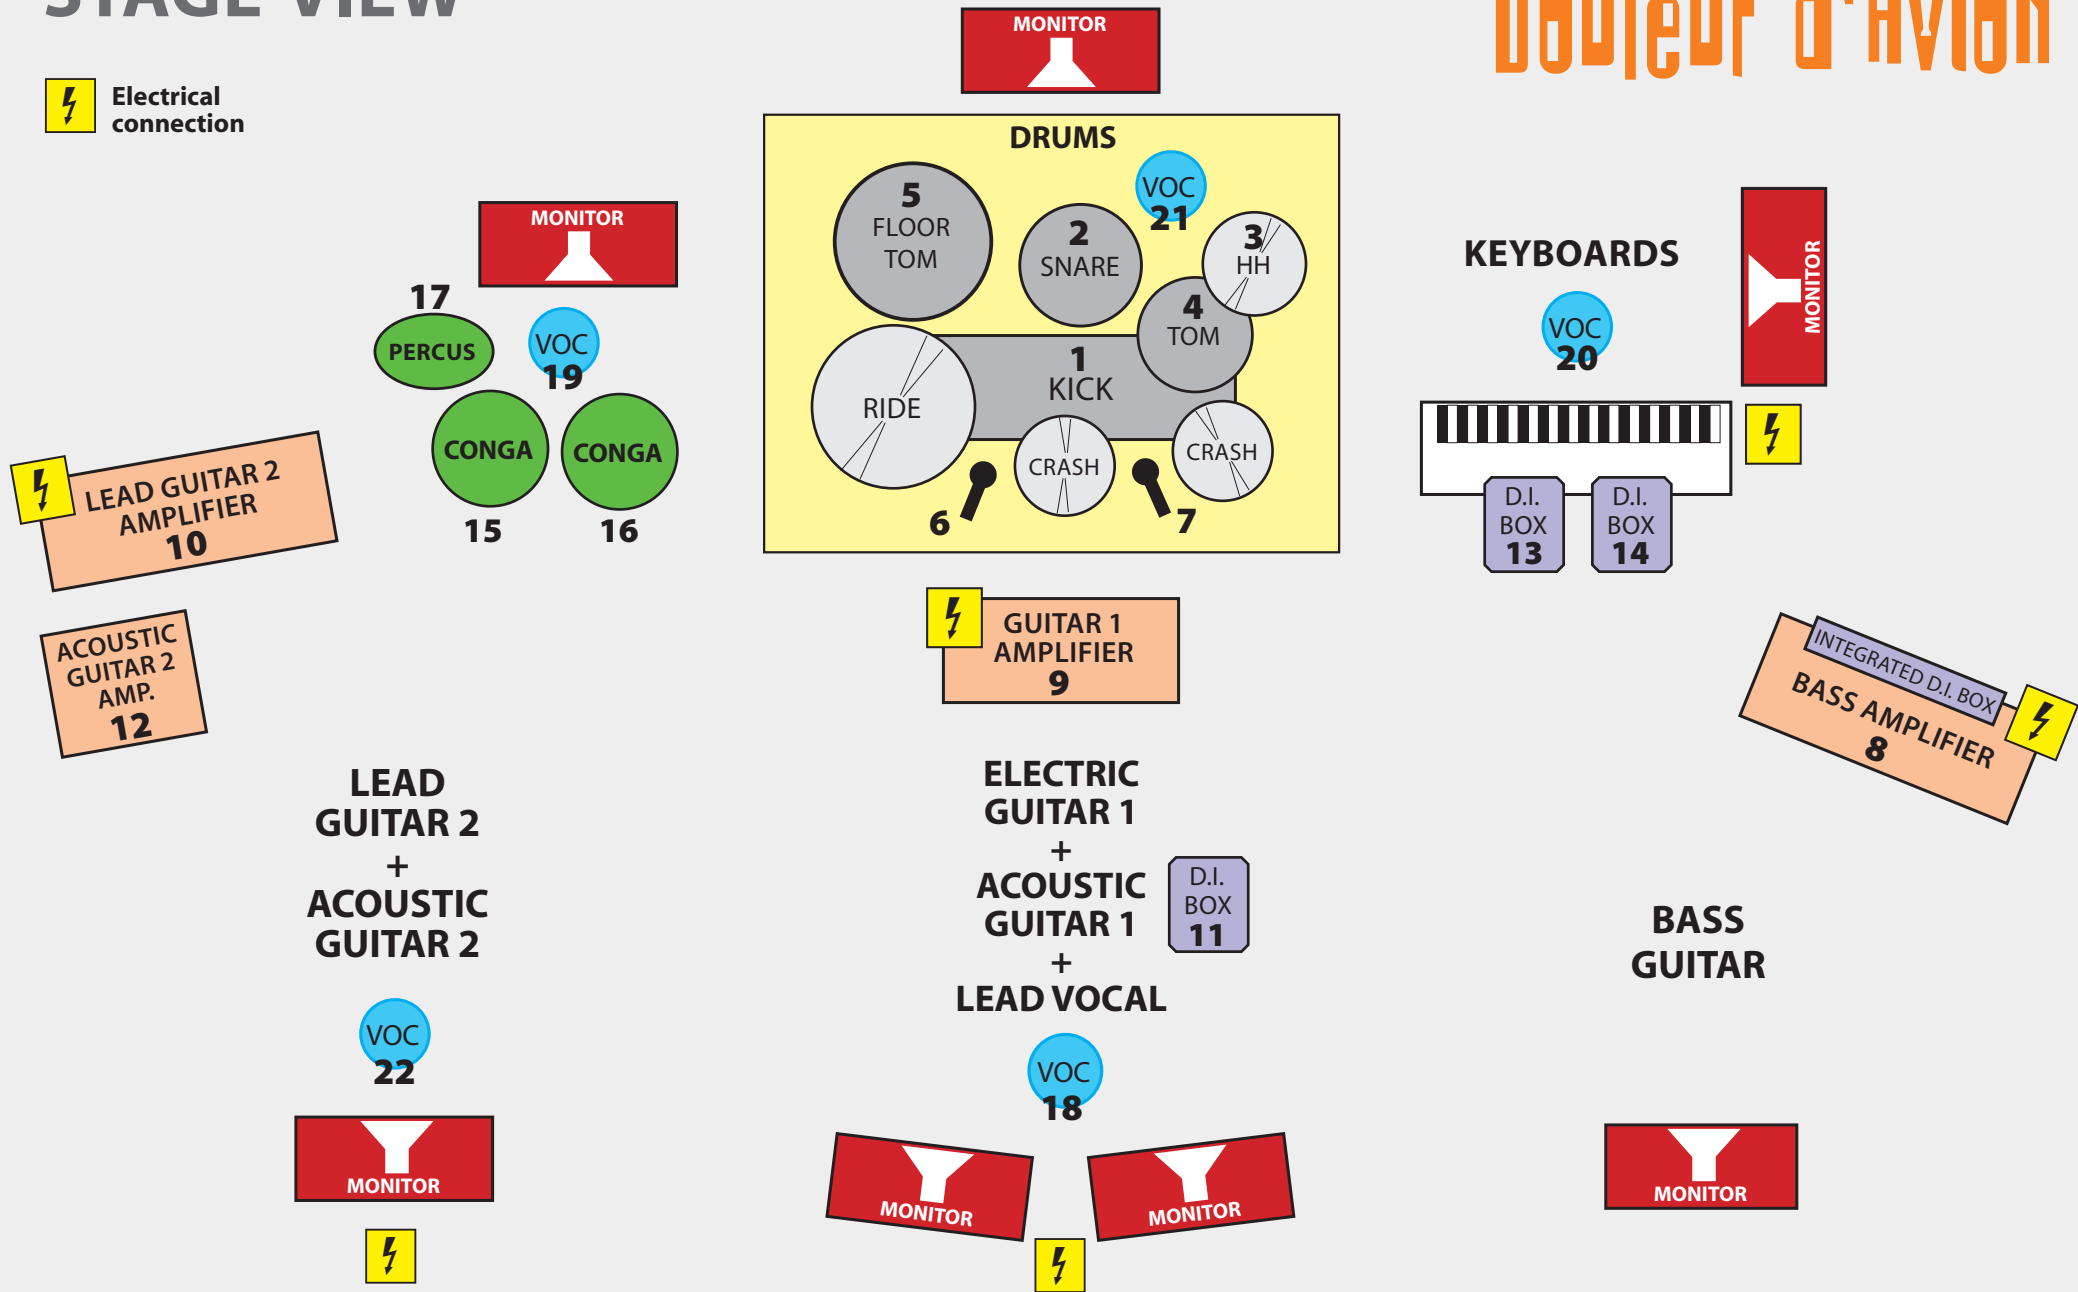 STAGE VIEW
Douleur d'Avion
Electrical
connection
MONITOR
DRUMS
5
FLOOR
TOM
2
SNARE
VOC
21
3
HH
4
TOM
1
KICK
RIDE
CRASH
CRASH
6
7
MONITOR
17
PERCUS
VOC
19
CONGA
CONGA
15
16
KEYBOARDS
VOC
20
MONITOR
D.I.
BOX
13
D.I.
BOX
14
LEAD GUITAR 2
AMPLIFIER
10
ACOUSTIC
GUITAR 2
AMP.
12
GUITAR 1
AMPLIFIER
9
INTEGRATED D.I. BOX
BASS AMPLIFIER
8
LEAD
GUITAR 2
+
ACOUSTIC
GUITAR 2
ELECTRIC
GUITAR 1
+
ACOUSTIC
GUITAR 1
+
LEAD VOCAL
D.I.
BOX
11
BASS
GUITAR
VOC
22
VOC
18
MONITOR
MONITOR
MONITOR
MONITOR